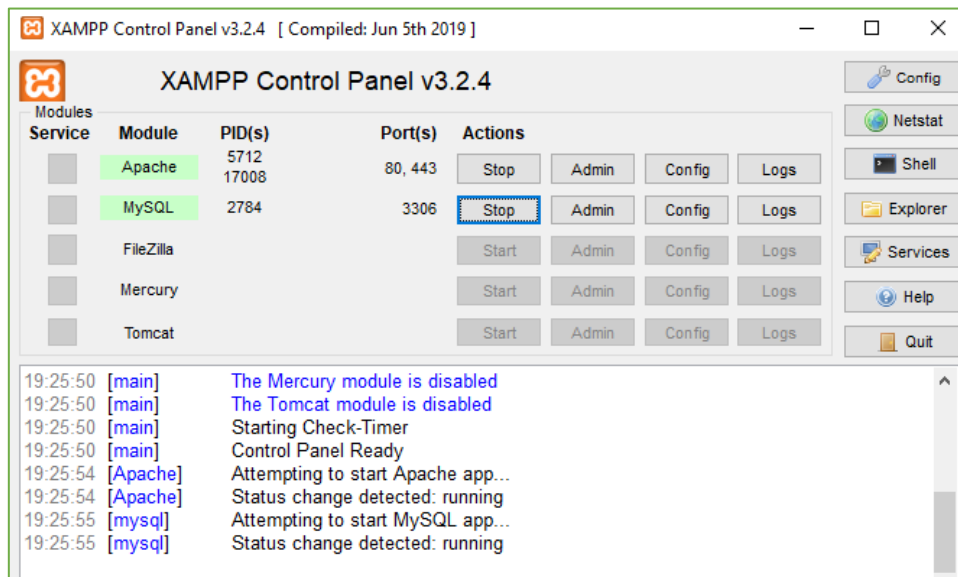 XAMPP Control Panel v3.2.4 [ Compiled: Jun 5th 2019 ]
XAMPP Control Panel v3.2.4
Config
Modules
Service Module PID(s) Port(s) Actions
Netstat
Apache 5712 17008 80, 443 Stop Admin Config Logs
Shell
MySQL 2784 3306 Stop Admin Config Logs
Explorer
FileZilla Start Admin Config Logs
Services
Mercury Start Admin Config Logs
Help
Tomcat Start Admin Config Logs
Quit
19:25:50 [main] The Mercury module is disabled
19:25:50 [main] The Tomcat module is disabled
19:25:50 [main] Starting Check-Timer
19:25:50 [main] Control Panel Ready
19:25:54 [Apache] Attempting to start Apache app...
19:25:54 [Apache] Status change detected: running
19:25:55 [mysql] Attempting to start MySQL app...
19:25:55 [mysql] Status change detected: running